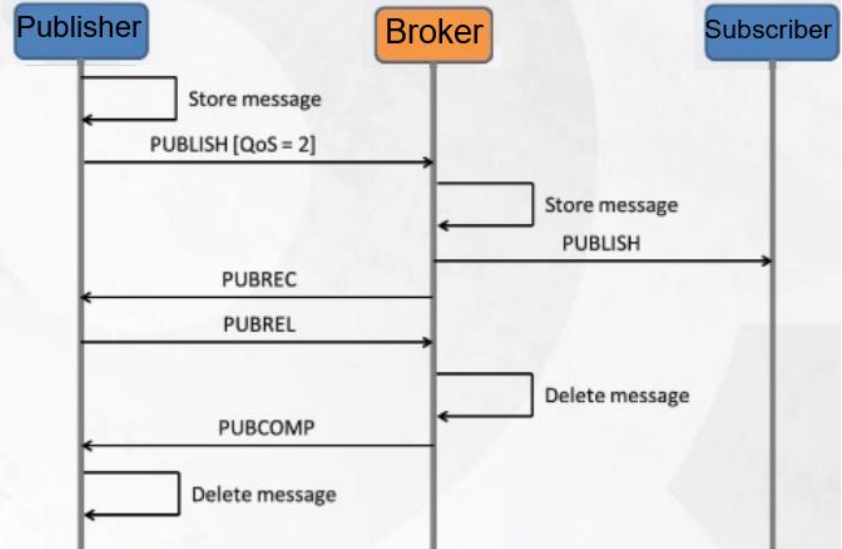 Publisher
Broker
Subscriber
Store message
PUBLISH [QoS = 2]
Store message
PUBLISH
PUBREC
PUBREL
Delete message
PUBCOMP
Delete message